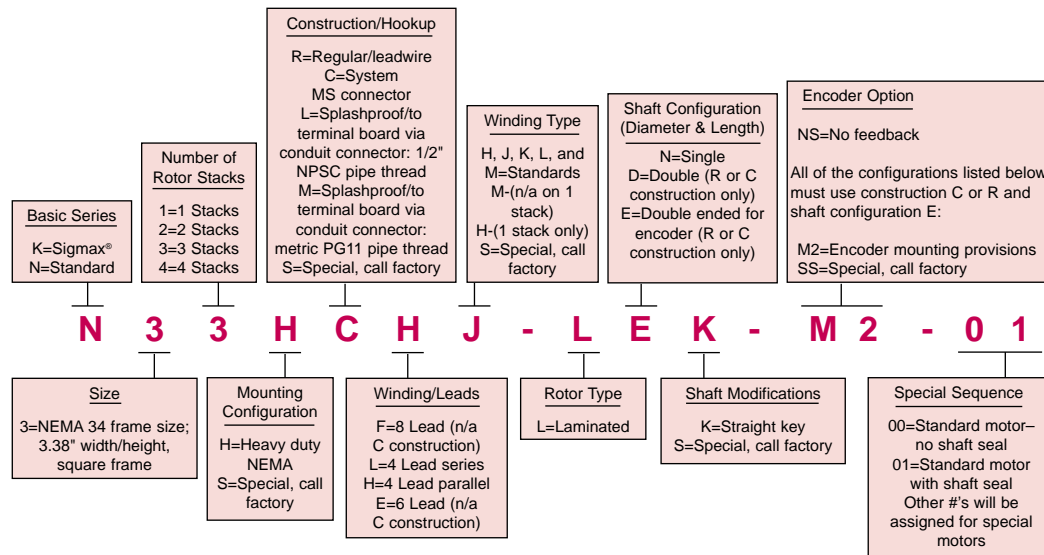 Construction/Hookup
R=Regular/leadwire
C=System
MS connector
L=Splashproof/to
terminal board via
conduit connector: 1/2"
NPSC pipe thread
M=Splashproof/to
terminal board via
conduit connector:
metric PG11 pipe thread
S=Special, call factory
Encoder Option
NS=No feedback
All of the configurations listed below
must use construction C or R and
shaft configuration E:
M2=Encoder mounting provisions
SS=Special, call factory
Shaft Configuration
(Diameter & Length)
N=Single
D=Double (R or C
construction only)
E=Double ended for
encoder (R or C
construction only)
Winding Type
H, J, K, L, and
M=Standards
M-(n/a on 1
stack)
H-(1 stack only)
S=Special, call
factory
Number of
Rotor Stacks
1=1 Stacks
2=2 Stacks
3=3 Stacks
4=4 Stacks
Basic Series
K=Sigmax®
N=Standard
N 3 3 H C H J - L E K - M 2 - 0 1
Size
3=NEMA 34 frame size;
3.38" width/height,
square frame
Mounting
Configuration
H=Heavy duty
NEMA
S=Special, call
factory
Winding/Leads
F=8 Lead (n/a
C construction)
L=4 Lead series
H=4 Lead parallel
E=6 Lead (n/a
C construction)
Rotor Type
L=Laminated
Shaft Modifications
K=Straight key
S=Special, call factory
Special Sequence
00=Standard motor–
no shaft seal
01=Standard motor
with shaft seal
Other #'s will be
assigned for special
motors